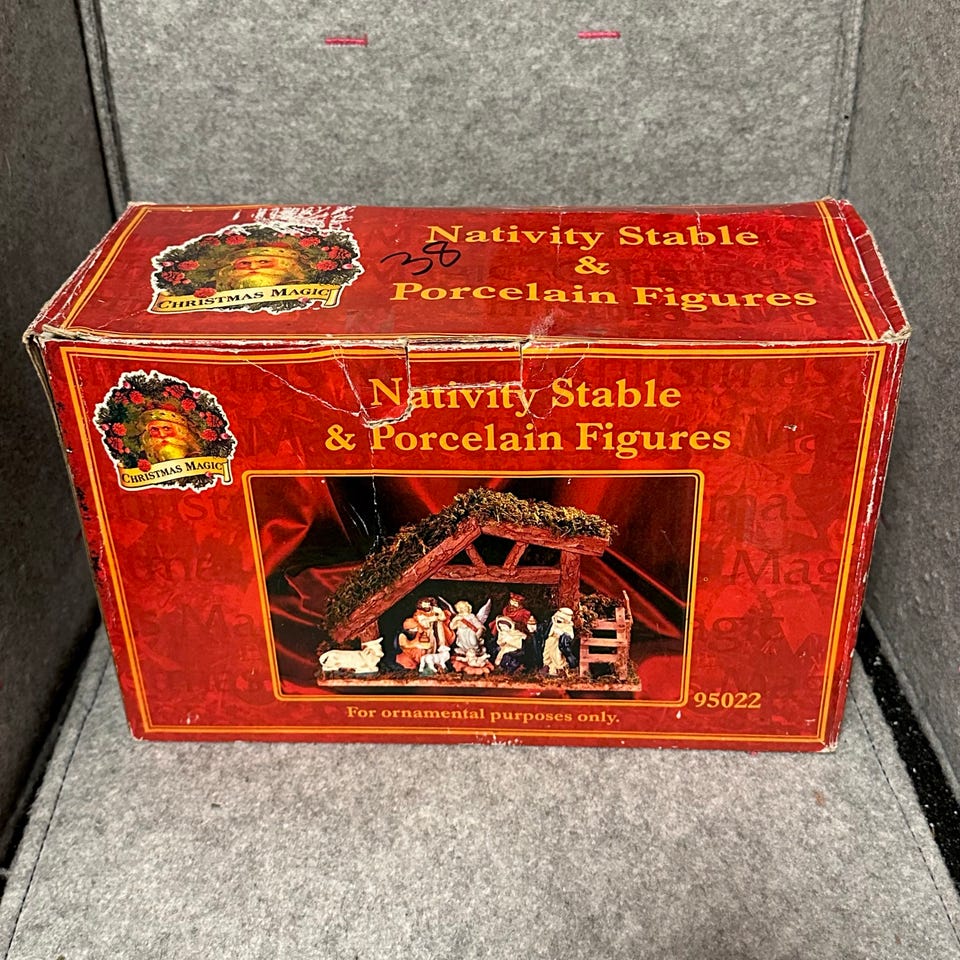 Nativity Stable
&
Porcelain Figures
38
CHRISTMAS MAGIC
Nativity Stable
& Porcelain Figures
CHRISTMAS MAGIC
95022
For ornamental purposes only.